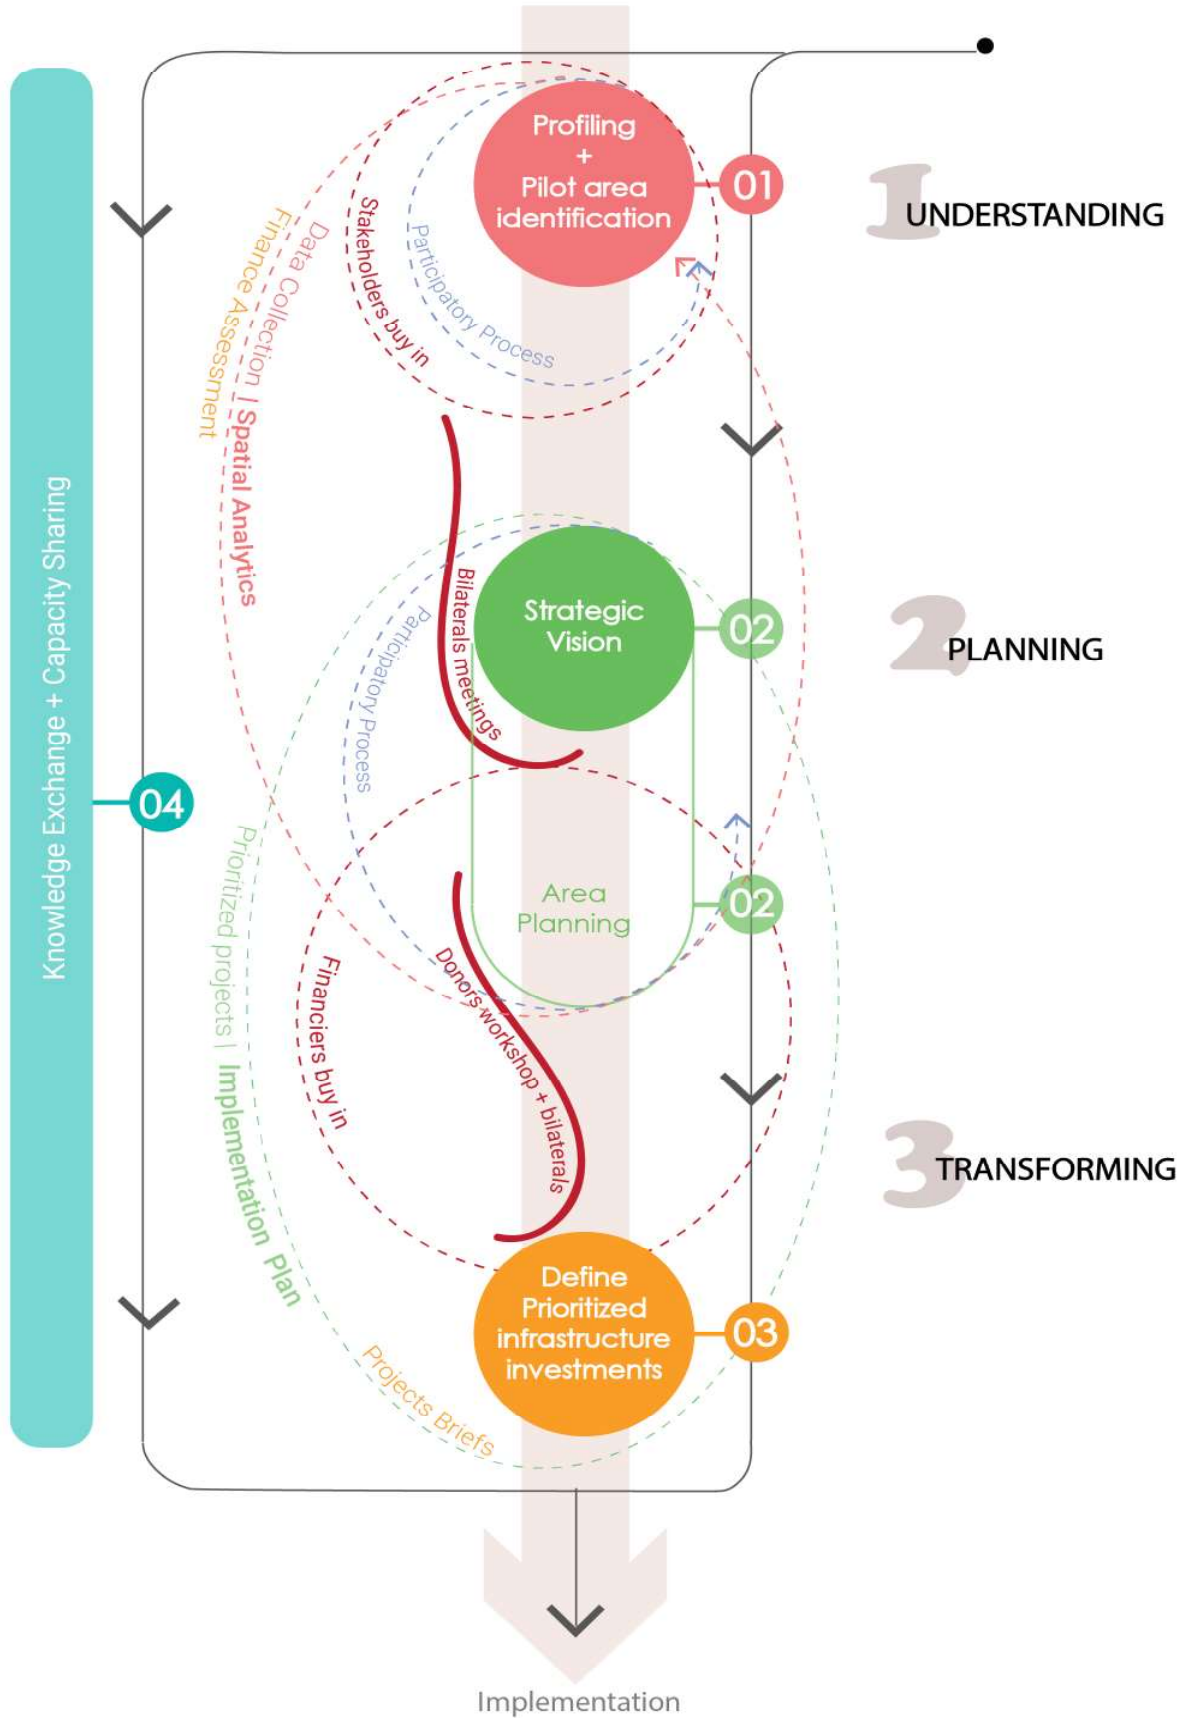 Profiling
+
Pilot area
identification
01
1
UNDERSTANDING
Stakeholders buy in
Participatory Process
Data Collection | Spatial Analytics
Finance Assessment
Knowledge Exchange + Capacity Sharing
04
Strategic
Vision
02
2
PLANNING
Bilaterals meetings
Participatory Process
Area
Planning
02
Prioritized projects | Implementation Plan
Financiers buy in
Donors workshop + bilaterals
3
TRANSFORMING
Define
Prioritized
infrastructure
investments
03
Projects Briefs
Implementation